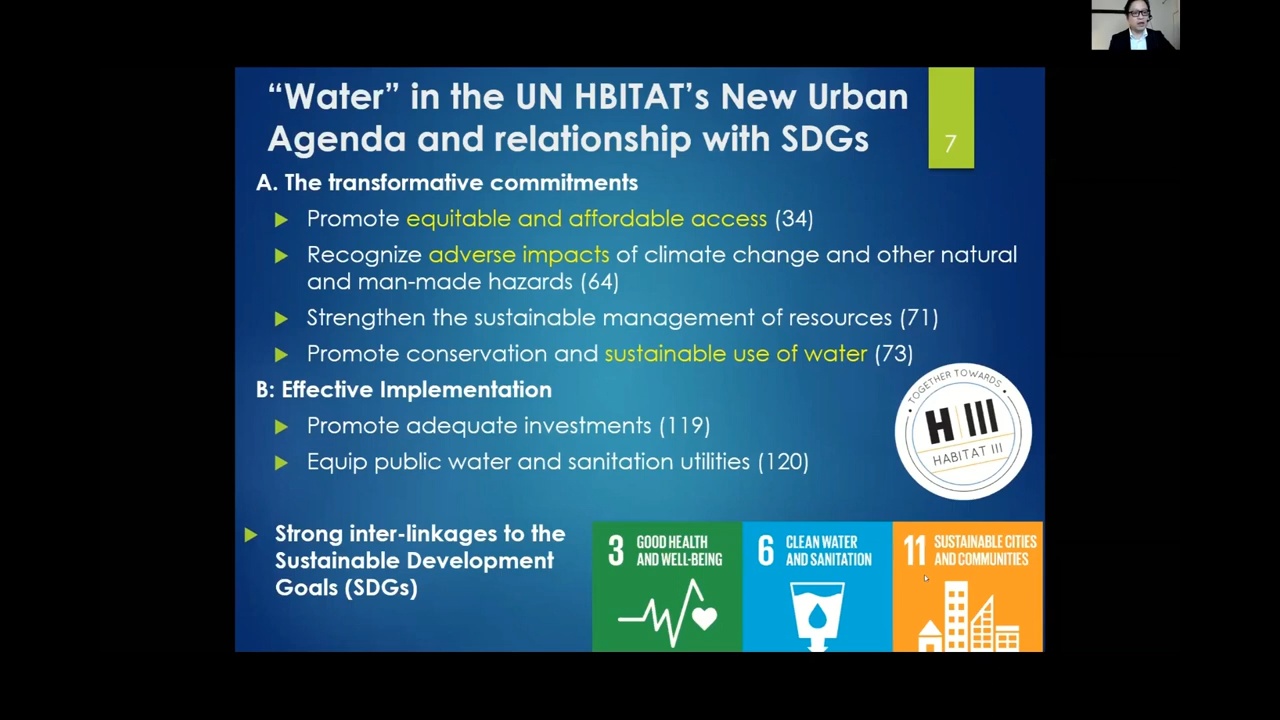 “Water” in the UN HBITAT’s New Urban
Agenda and relationship with SDGs
7
A. The transformative commitments
Promote equitable and affordable access (34)
Recognize adverse impacts of climate change and other natural
and man-made hazards (64)
Strengthen the sustainable management of resources (71)
Promote conservation and sustainable use of water (73)
B: Effective Implementation
Promote adequate investments (119)
Equip public water and sanitation utilities (120)
TOGETHER TOWARDS
H III
HABITAT III
Strong inter-linkages to the
Sustainable Development
Goals (SDGs)
3 GOOD HEALTH
AND WELL-BEING
6 CLEAN WATER
AND SANITATION
11 SUSTAINABLE CITIES
AND COMMUNITIES